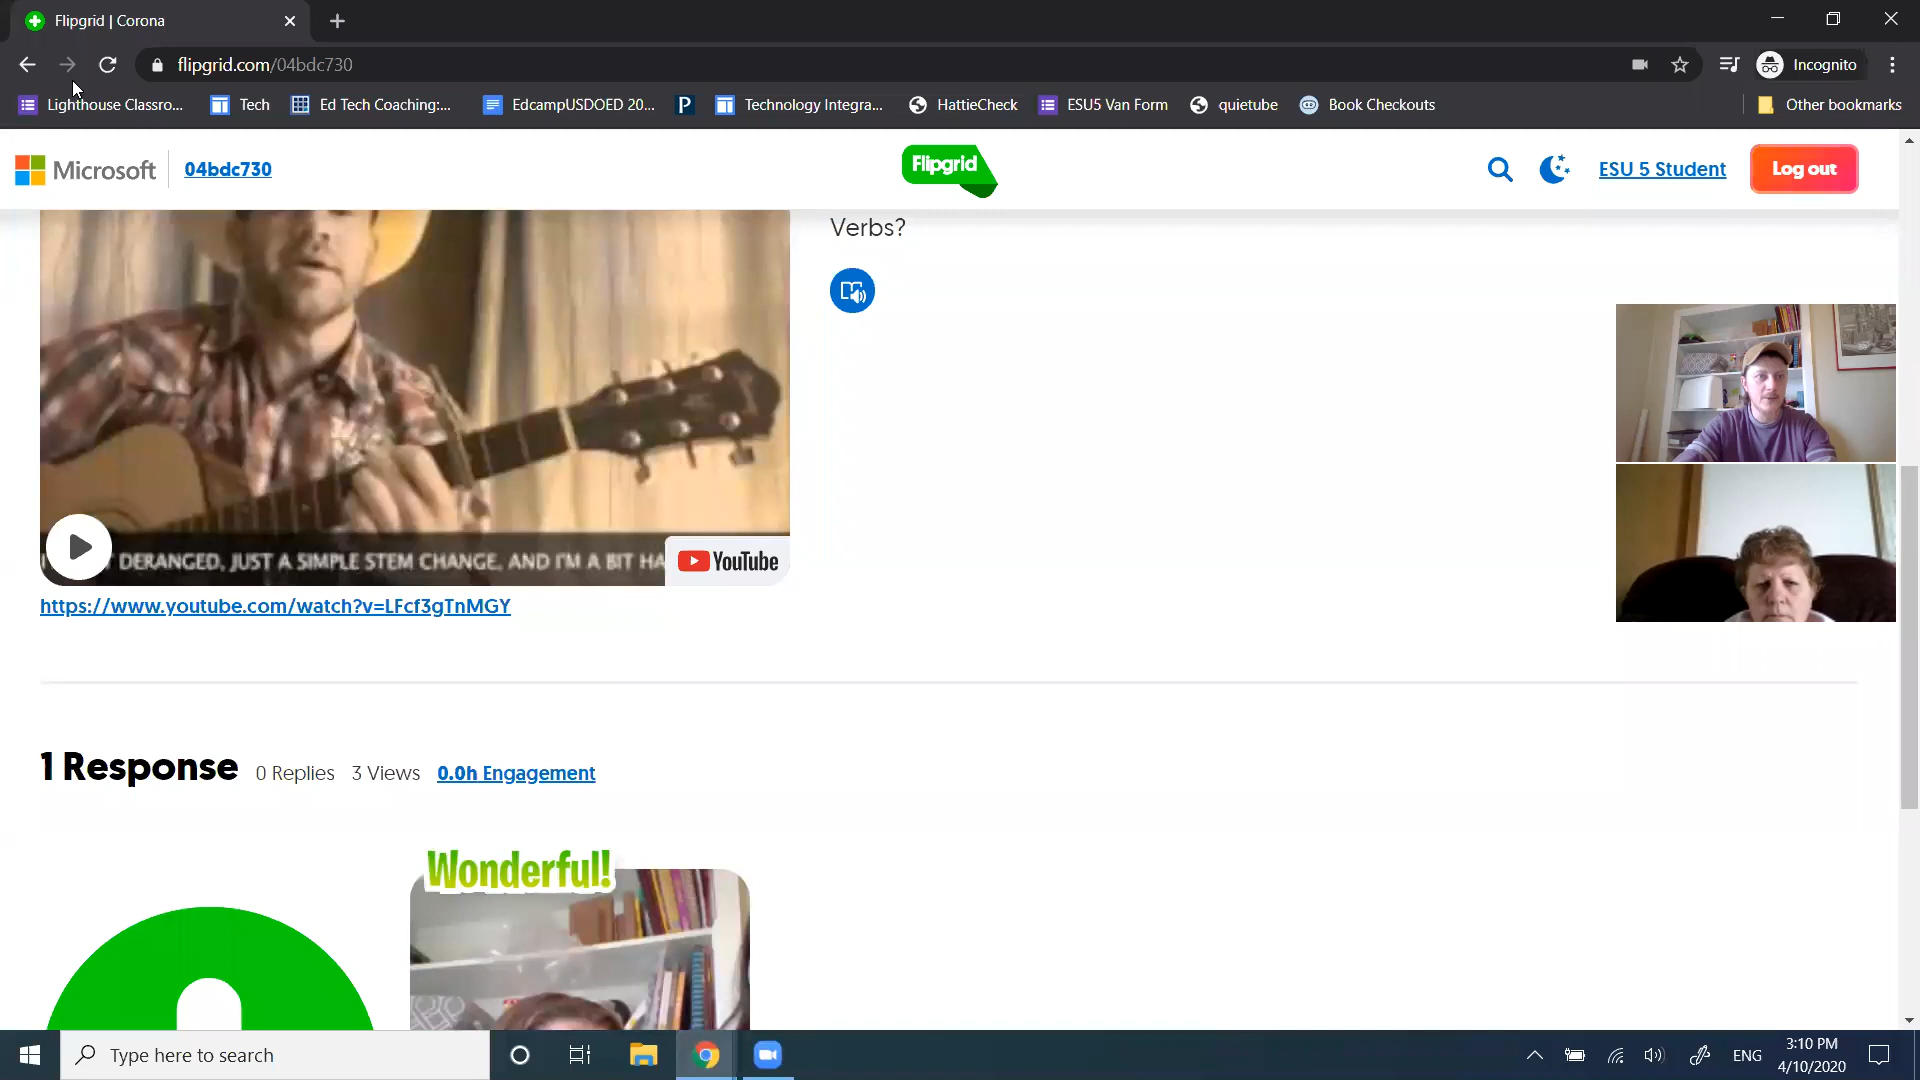 Flipgrid | Corona
flipgrid.com/04bdc730
Incognito
Lighthouse Classro...
Tech
Ed Tech Coaching:...
EdcampUSDOED 20...
P
Technology Integra...
HattieCheck
ESU5 Van Form
quietube
Book Checkouts
Other bookmarks
Microsoft
04bdc730
Flipgrid
ESU 5 Student
Log out
Verbs?
DERANGED, JUST A SIMPLE STEM CHANGE, AND I'M A BIT HA
YouTube
https://www.youtube.com/watch?v=LFcf3gTnMGY
1 Response 0 Replies 3 Views 0.0h Engagement
Wonderful!
Type here to search
ENG
3:10 PM
4/10/2020